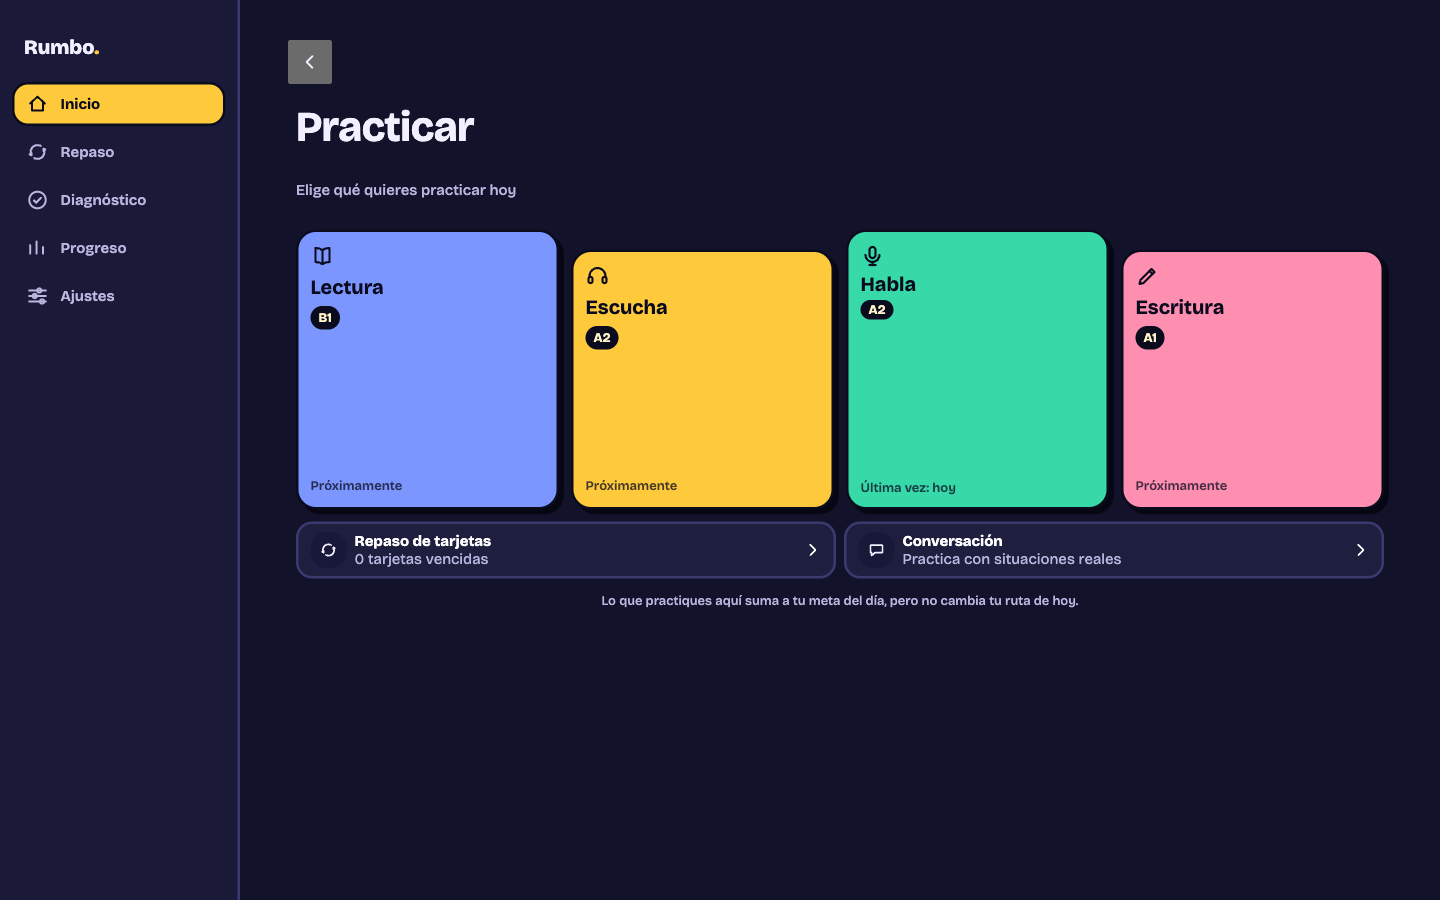 Rumbo.
Inicio
Repaso
Diagnóstico
Progreso
Ajustes
Practicar
Elige qué quieres practicar hoy
Lectura
B1
Próximamente
Escucha
A2
Próximamente
Habla
A2
Última vez: hoy
Escritura
A1
Próximamente
Repaso de tarjetas
0 tarjetas vencidas
Conversación
Practica con situaciones reales
Lo que practiques aquí suma a tu meta del día, pero no cambia tu ruta de hoy.